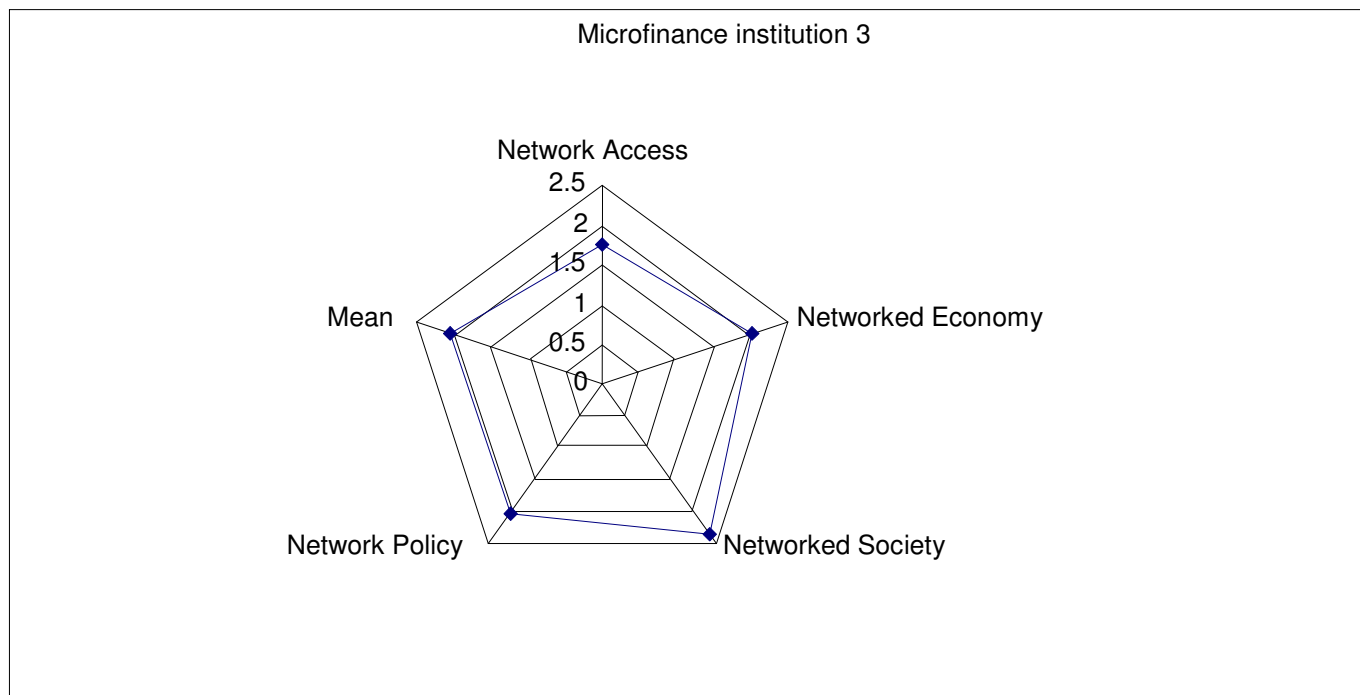 Microfinance institution 3
Network Access
2.5
2
1.5
1
0.5
0
Mean
Networked Economy
Network Policy
Networked Society